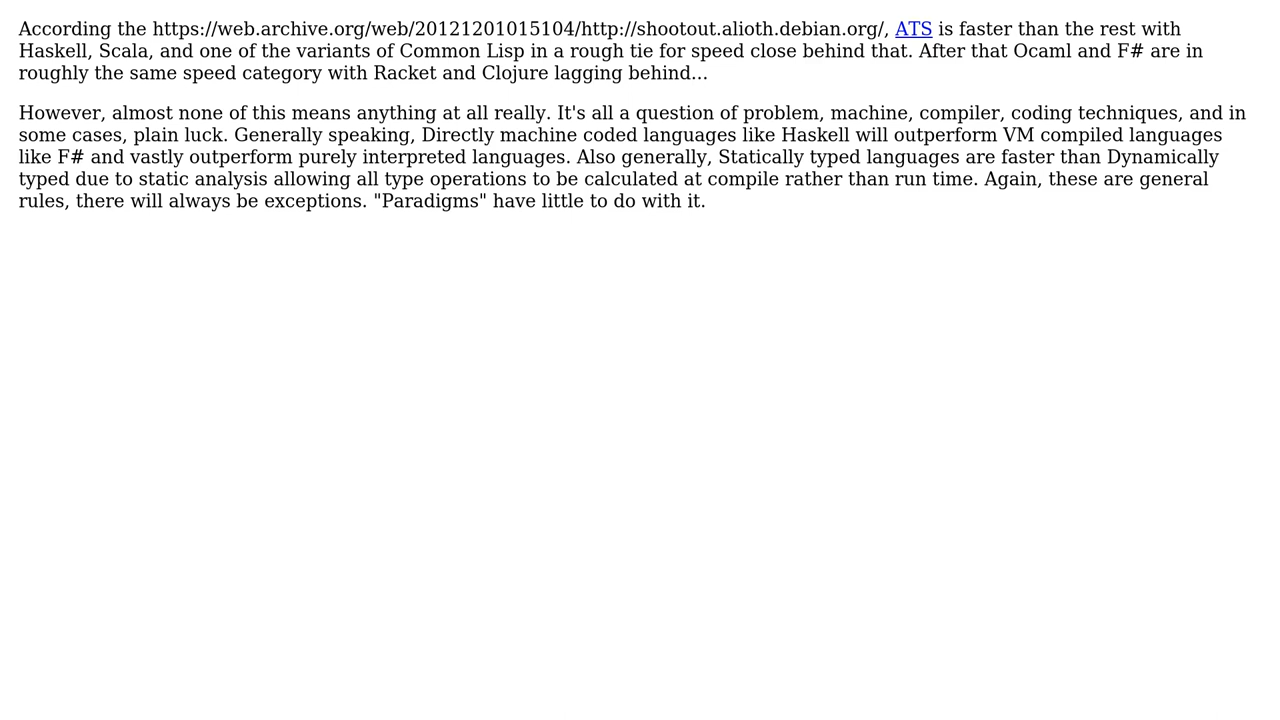 According the https://web.archive.org/web/20121201015104/http://shootout.alioth.debian.org/, ATS is faster than the rest with
Haskell, Scala, and one of the variants of Common Lisp in a rough tie for speed close behind that. After that Ocaml and F# are in
roughly the same speed category with Racket and Clojure lagging behind...
However, almost none of this means anything at all really. It's all a question of problem, machine, compiler, coding techniques, and in
some cases, plain luck. Generally speaking, Directly machine coded languages like Haskell will outperform VM compiled languages
like F# and vastly outperform purely interpreted languages. Also generally, Statically typed languages are faster than Dynamically
typed due to static analysis allowing all type operations to be calculated at compile rather than run time. Again, these are general
rules, there will always be exceptions. "Paradigms" have little to do with it.